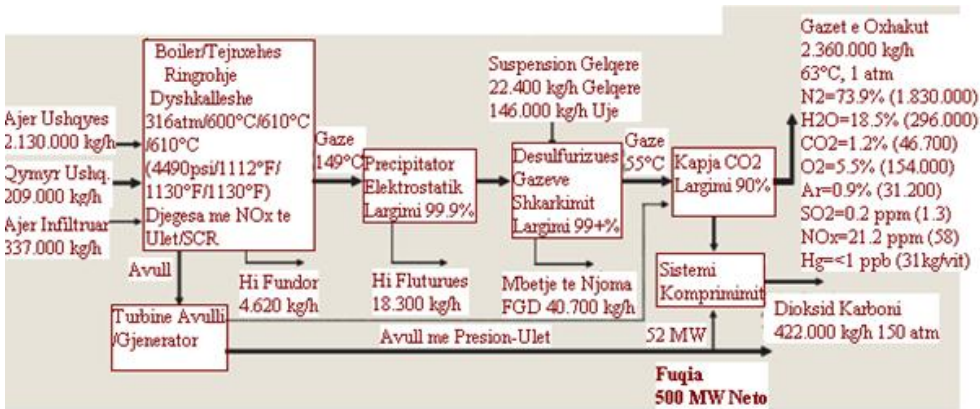 Ajer Ushqyes
2.130.000 kg/h
Qymyr Ushq.
209.000 kg/h
Ajer Infiltruar
337.000 kg/h
Boiler/Tejnxehes
Ringrohje
Dyshkalleshe
316atm/600°C/610°C
/610°C
(4490psi/1112°F/
1130°F/1130°F)
Djegesa me NOx te
Ulet/SCR
Avull
Hi Fundor
4.620 kg/h
Turbine Avulli
/Gjenerator
Gaze
149°C
Precipitator
Elektrostatik
Largimi 99.9%
Hi Fluturues
18.300 kg/h
Suspension Gelqere
22.400 kg/h Gelqere
146.000 kg/h Uje
Desulfurizues
Gazeve
Shkarkimit
Largimi 99+%
Mbetje te Njoma
FGD 40.700 kg/h
Gaze
55°C
Kapja CO2
Largimi 90%
Sistemi
Komprimimit
Avull me Presion-Ulet
52 MW
Fuqia
500 MW Neto
Gazet e Oxhakut
2.360.000 kg/h
63°C, 1 atm
N2=73.9% (1.830.000)
H2O=18.5% (296.000)
CO2=1.2% (46.700)
O2=5.5% (154.000)
Ar=0.9% (31.200)
SO2=0.2 ppm (1.3)
NOx=21.2 ppm (58)
Hg=<1 ppb (31kg/vit)
Dioksid Karboni
422.000 kg/h 150 atm